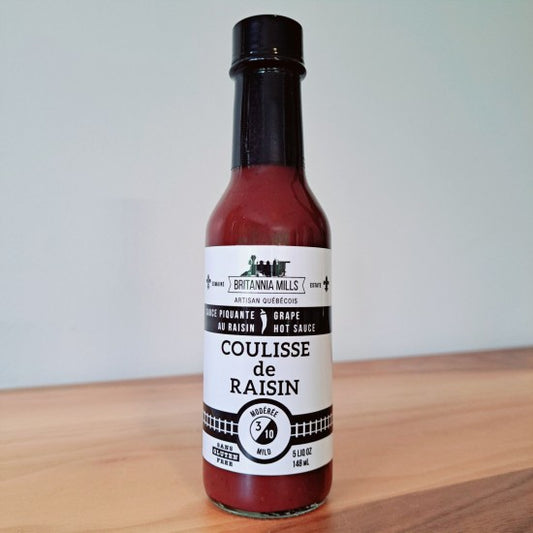 DOMAINE BRITANNIA MILLS ESTATE
ARTISAN QUÉBÉCOIS
SAUCE PIQUANTE GRAPE
AU RAISIN HOT SAUCE
COULISSE
de
RAISIN
MODÉRÉE
3/10
MILD
SANS
GLUTEN
FREE
5 LIQ OZ
148 mL